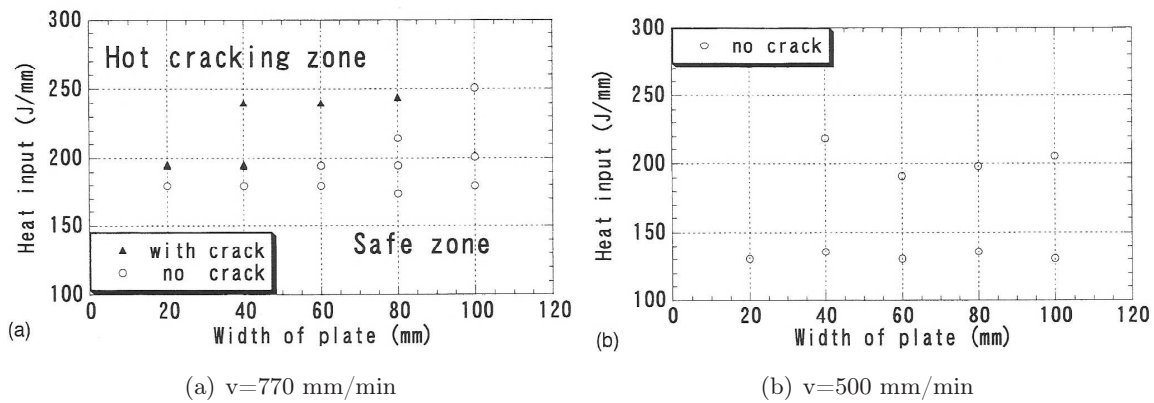 300
250
200
150
100
Heat input (J/mm)
Hot cracking zone
Safe zone
▲ with crack
○ no crack
0 20 40 60 80 100 120
Width of plate (mm)
(a)
(a) v=770 mm/min
300
250
200
150
100
Heat input (J/mm)
○ no crack
0 20 40 60 80 100 120
Width of plate (mm)
(b)
(b) v=500 mm/min